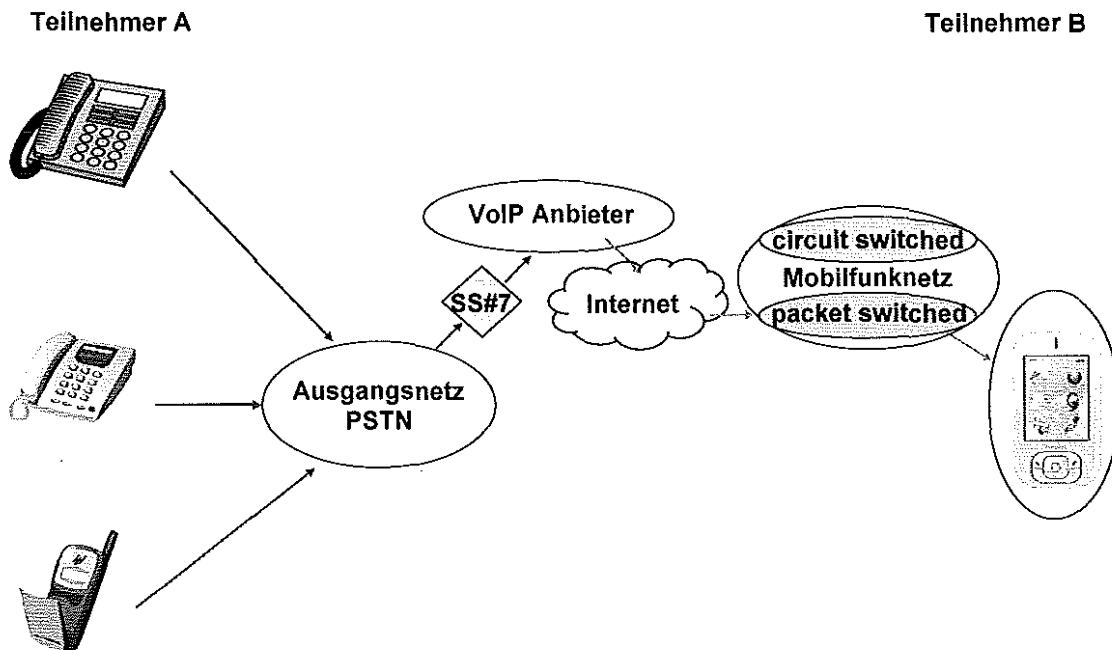 Teilnehmer A
Teilnehmer B
VoIP Anbieter
circuit switched
Mobilfunknetz
packet switched
SS#7
Internet
Ausgangsnetz
PSTN